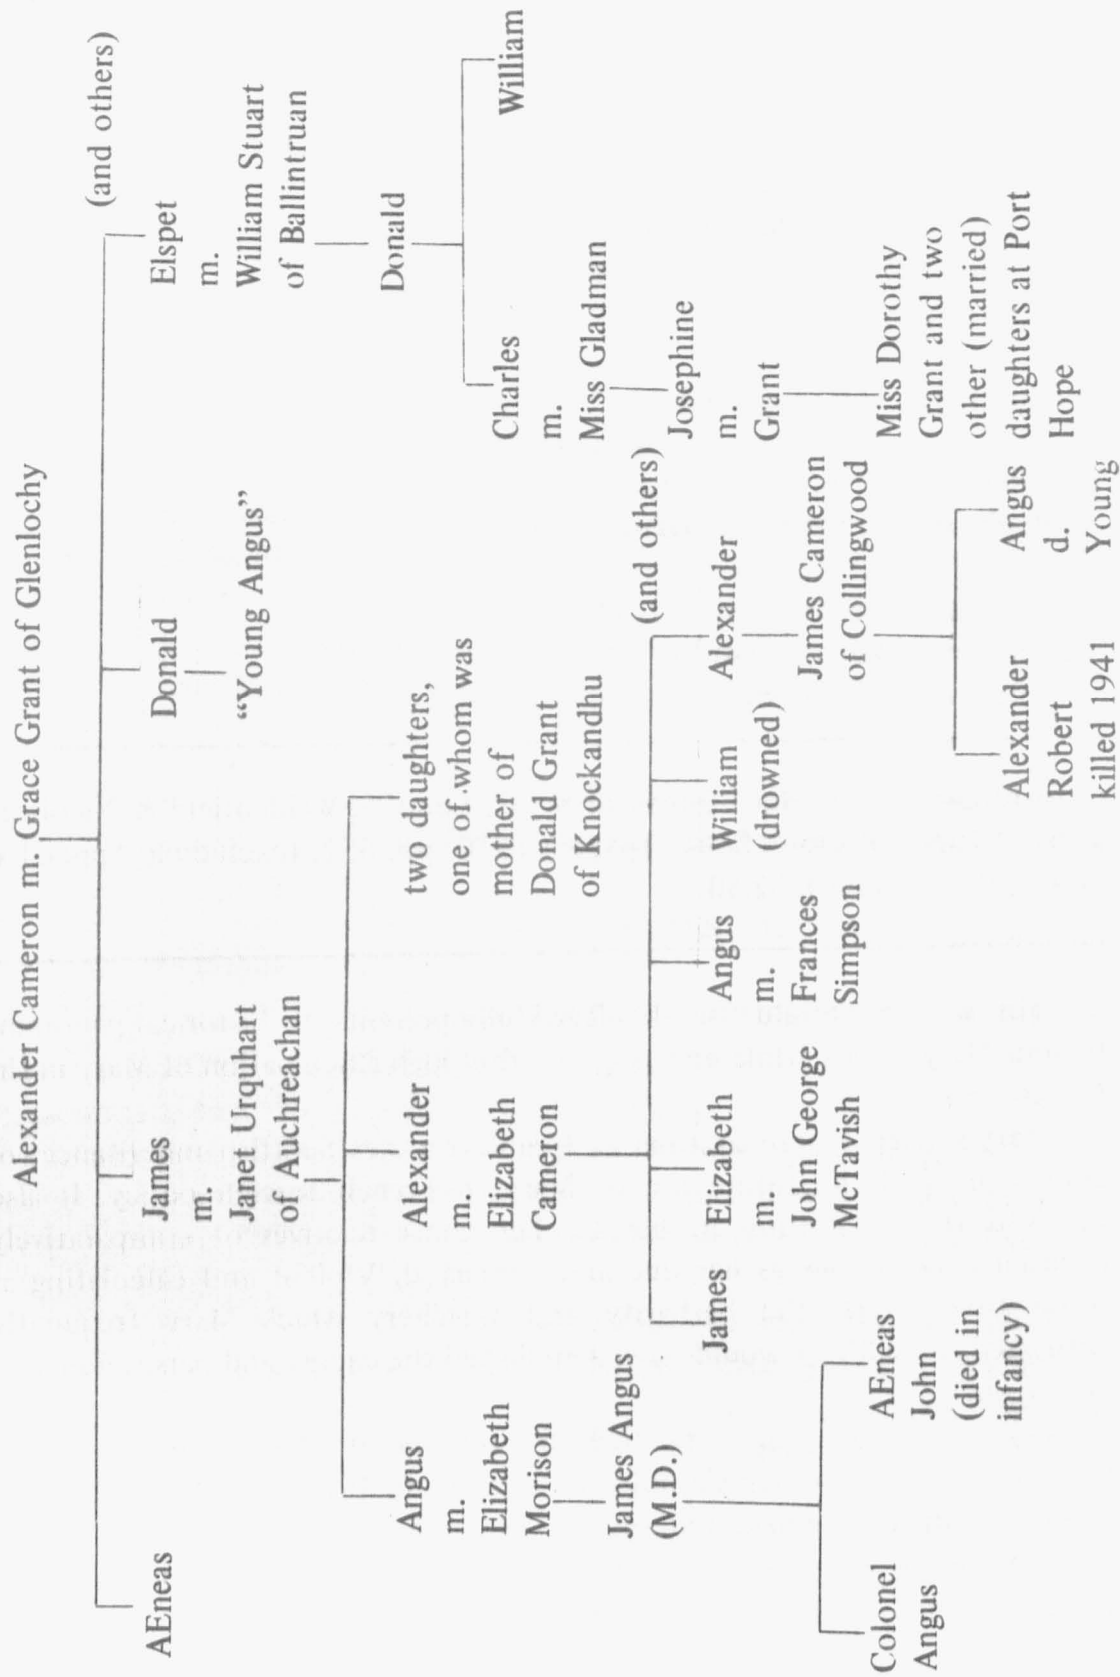 Alexander Cameron m. Grace Grant of Glenlochy
(and others)
AEneas
James
m.
Janet Urquhart
of Auchreachan
Donald
"Young Angus"
Elspet
m.
William Stuart
of Ballintruan
Donald
Charles
m.
Miss Gladman
William
Josephine
m.
Grant
Miss Dorothy
Grant and two
other (married)
daughters at Port
Hope
Angus
m.
Elizabeth
Morison
James Angus
(M.D.)
Colonel
Angus
AEneas
John
(died in
infancy)
Alexander
m.
Elizabeth
Cameron
two daughters,
one of whom was
mother of
Donald Grant
of Knockandhu
(and others)
James
Elizabeth
m.
John George
McTavish
Angus
m.
Frances
Simpson
William
(drowned)
Alexander
James Cameron
of Collingwood
Alexander
Robert
killed 1941
Angus
d.
Young